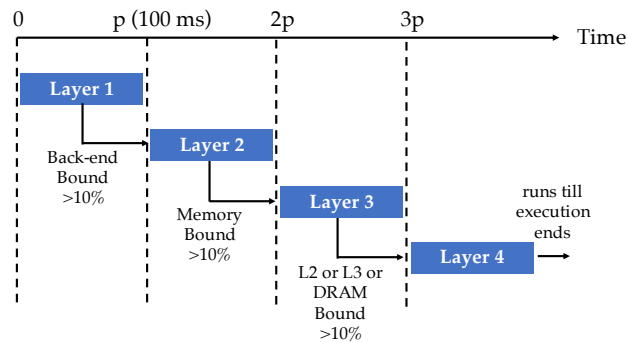 0
p (100 ms)
2p
3p
Time
Layer 1
Back-end
Bound
>10%
Layer 2
Memory
Bound
>10%
Layer 3
L2 or L3 or
DRAM
Bound
>10%
Layer 4
runs till
execution
ends